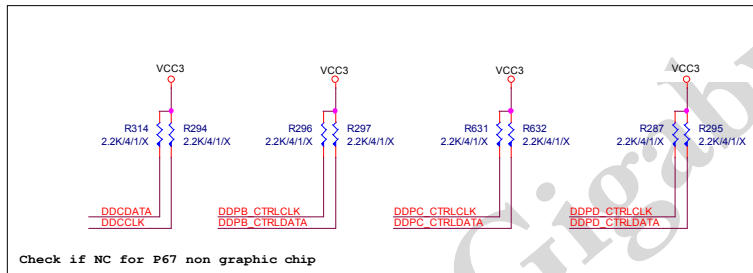 VCC3 VCC3 VCC3 VCC3
R314 R294 R296 R297 R631 R632 R287 R295
2.2K/4/1/X 2.2K/4/1/X 2.2K/4/1/X 2.2K/4/1/X 2.2K/4/1/X 2.2K/4/1/X 2.2K/4/1/X 2.2K/4/1/X
DDCDATA DDPB_CTRLCLK DDPC_CTRLCLK DDPD_CTRLCLK
DDCCLK DDPB_CTRLDATA DDPC_CTRLDATA DDPD_CTRLDATA
Check if NC for P67 non graphic chip